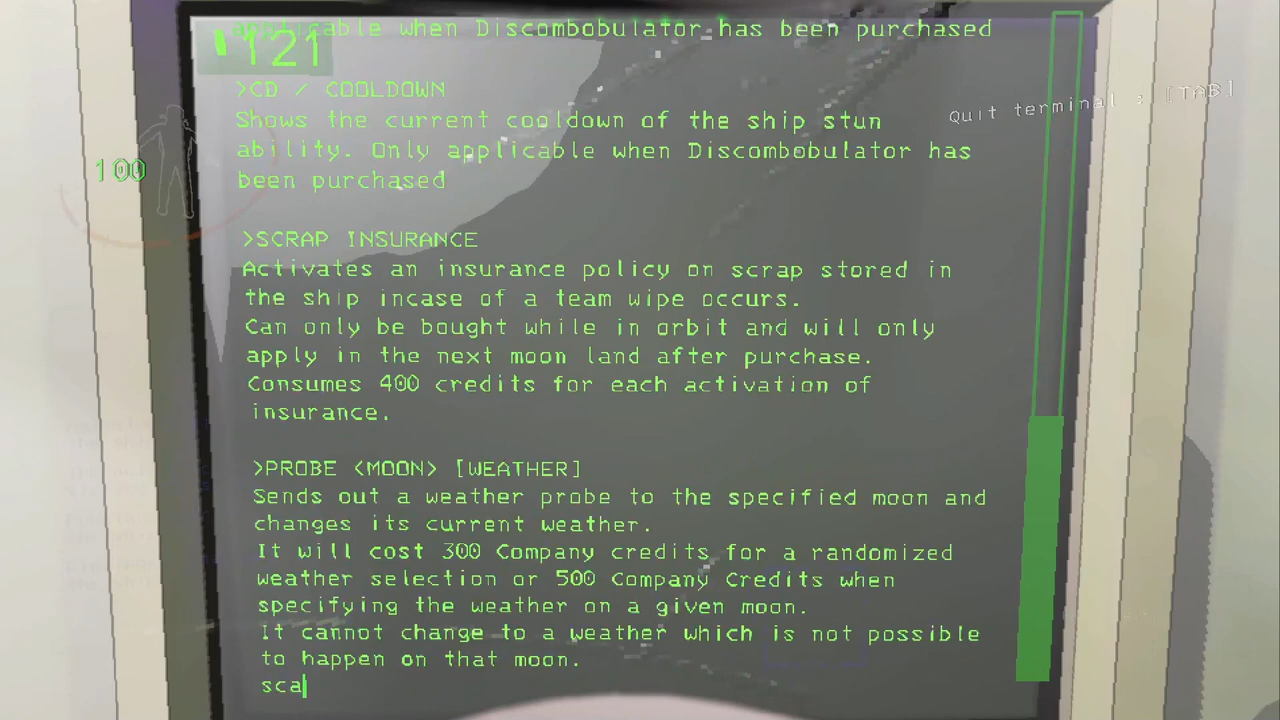 applicable when Discombobulator has been purchased
121
>CD / COOLDOWN
Quit terminal : [TAB]
Shows the current cooldown of the ship stun
ability. Only applicable when Discombobulator has
100
been purchased
>SCRAP INSURANCE
Activates an insurance policy on scrap stored in
the ship incase of a team wipe occurs.
Can only be bought while in orbit and will only
apply in the next moon land after purchase.
Consumes 400 credits for each activation of
insurance.
>PROBE <MOON> [WEATHER]
Sends out a weather probe to the specified moon and
changes its current weather.
It will cost 300 Company credits for a randomized
weather selection or 500 Company Credits when
specifying the weather on a given moon.
It cannot change to a weather which is not possible
to happen on that moon.
sca